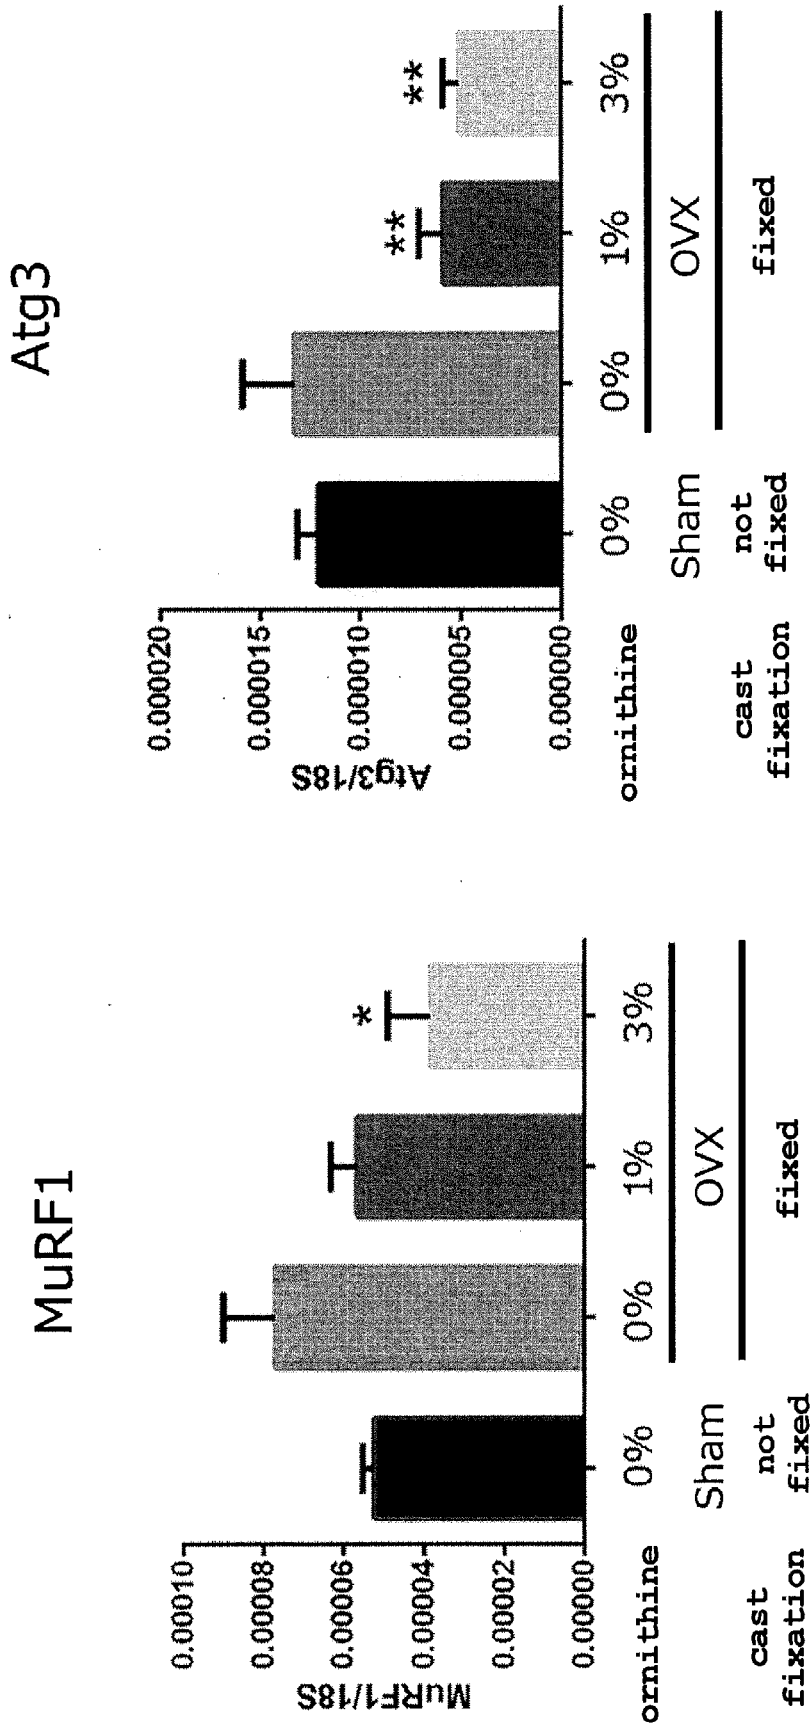 MuRF1
MuRF1/18S
0.00010
0.00008
0.00006
0.00004
0.00002
0.00000
*
ornithine 0% 0% 1% 3%
Sham OVX
cast fixation not fixed fixed
Atg3
Atg3/18S
0.000020
0.000015
0.000010
0.000005
0.000000
** **
ornithine 0% 0% 1% 3%
Sham OVX
cast fixation not fixed fixed